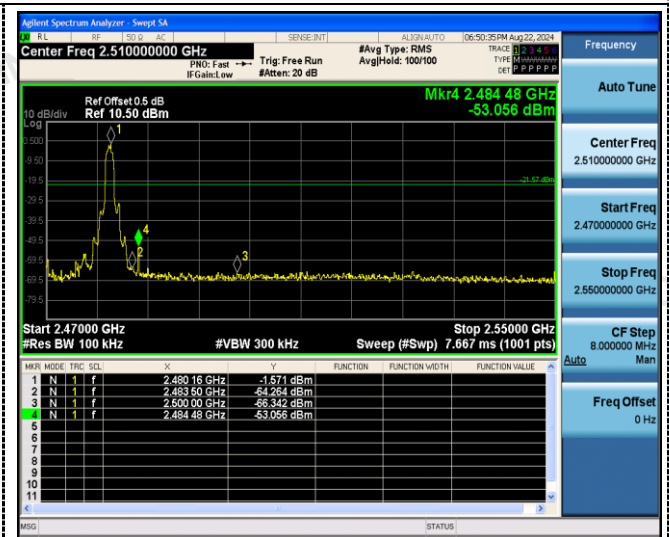 Agilent Spectrum Analyzer - Swept SA
RL RF 50 Ω AC SENSE:INT ALIGNAUTO 06:50:35 PM Aug 22, 2024
Center Freq 2.510000000 GHz
PNO: Fast
IFGain:Low
Trig: Free Run
#Atten: 20 dB
#Avg Type: RMS
Avg|Hold: 100/100
TRACE 1 2 3 4 5 6
TYPE M
DET P P P P P P
Frequency
Mkr4 2.484 48 GHz
-53.056 dBm
Ref Offset 0.5 dB
10 dB/div Ref 10.50 dBm
Log
0.500
-9.50
-19.5
-29.5
-39.5
-49.5
-59.5
-69.5
-79.5
1
2
3
4
-21.57 dBm
Start 2.47000 GHz Stop 2.55000 GHz
#Res BW 100 kHz #VBW 300 kHz Sweep (#Swp) 7.667 ms (1001 pts)
MKR MODE TRC SCL X Y FUNCTION FUNCTION WIDTH FUNCTION VALUE
1 N 1 f 2.480 16 GHz -1.571 dBm
2 N 1 f 2.483 50 GHz -64.264 dBm
3 N 1 f 2.500 00 GHz -66.342 dBm
4 N 1 f 2.484 48 GHz -53.056 dBm
5
6
7
8
9
10
11
MSG STATUS
Auto Tune
Center Freq
2.510000000 GHz
Start Freq
2.470000000 GHz
Stop Freq
2.550000000 GHz
CF Step
8.000000 MHz
Auto Man
Freq Offset
0 Hz